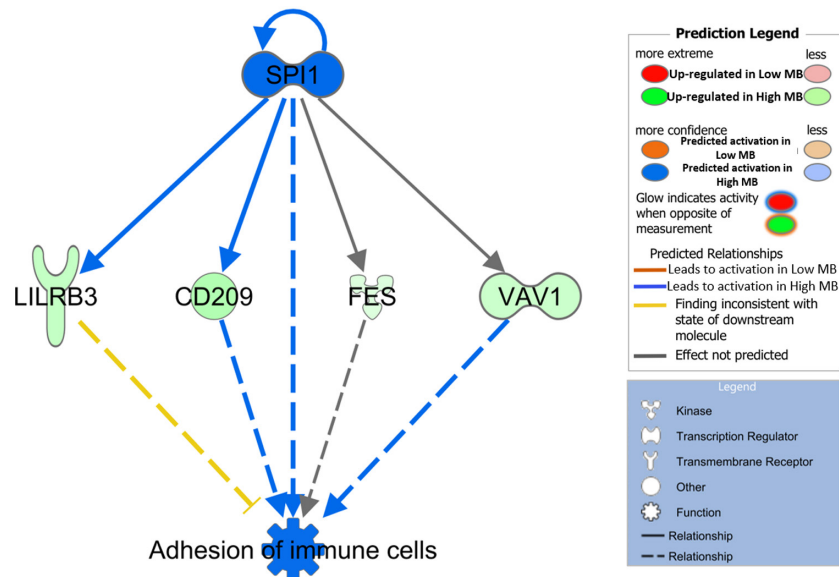 SPI1
LILRB3
CD209
FES
VAV1
Adhesion of immune cells
Prediction Legend
more extreme
less
Up-regulated in Low MB
Up-regulated in High MB
more confidence
less
Predicted activation in
Low MB
Predicted activation in
High MB
Glow indicates activity
when opposite of
measurement
Predicted Relationships
Leads to activation in Low MB
Leads to activation in High MB
Finding inconsistent with
state of downstream
molecule
Effect not predicted
Legend
Kinase
Transcription Regulator
Transmembrane Receptor
Other
Function
Relationship
Relationship